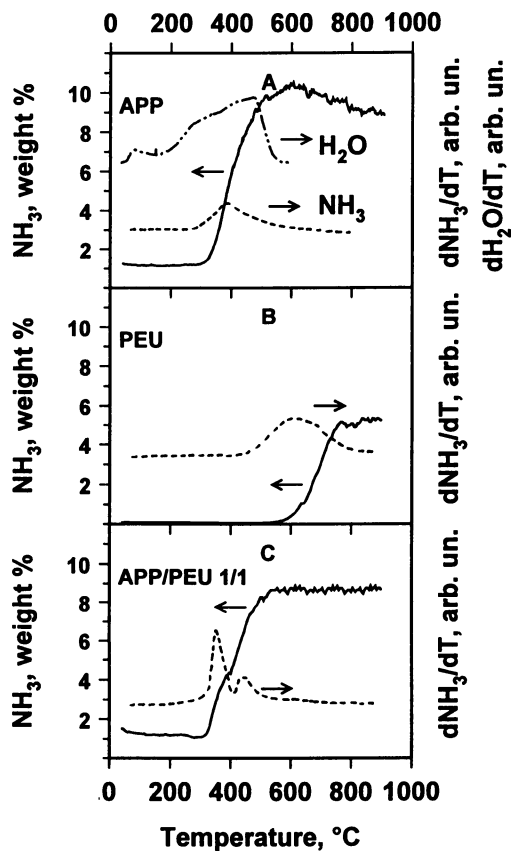 0 200 400 600 800 1000
NH3, weight %
10
8
6
4
2
APP
A
H2O
NH3
dNH3/dT, arb. un.
dH2O/dT, arb. un.
NH3, weight %
10
8
6
4
2
PEU
B
dNH3/dT, arb. un.
NH3, weight %
10
8
6
4
2
APP/PEU 1/1
C
dNH3/dT, arb. un.
.0 200 400 600 800 1000
Temperature, °C